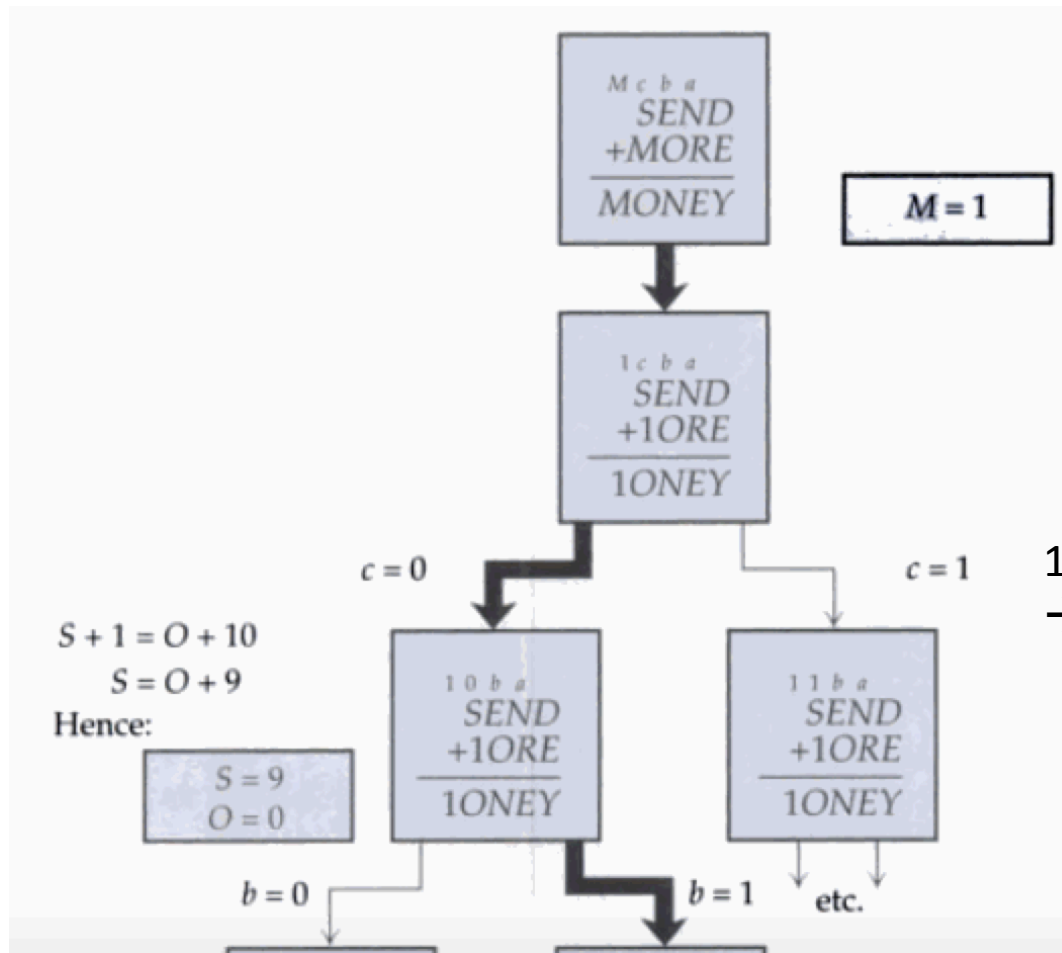 M c b a
SEND
+MORE
MONEY
M = 1
1 c b a
SEND
+1ORE
1ONEY
c = 0
c = 1
1
S + 1 = O + 10
S = O + 9
Hence:
S = 9
O = 0
1 0 b a
SEND
+1ORE
1ONEY
1 1 b a
SEND
+1ORE
1ONEY
b = 0
b = 1
etc.